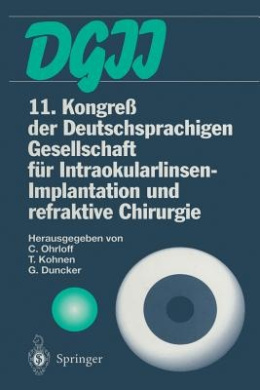 DGII
11. Kongreß
der Deutschsprachigen
Gesellschaft
für Intraokularlinsen-
Implantation und
refraktive Chirurgie
Herausgegeben von
C. Ohrloff
T. Kohnen
G. Duncker
Springer